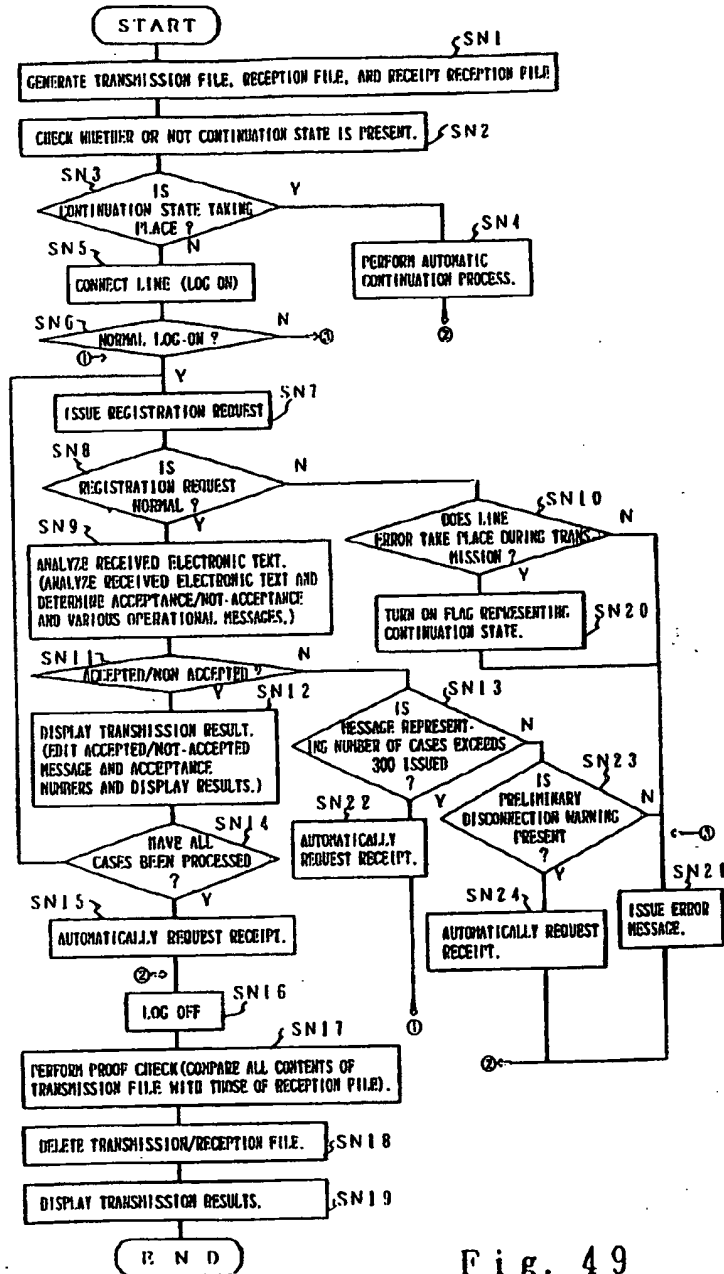 START
SN1
GENERATE TRANSMISSION FILE, RECEPTION FILE, AND RECEIPT RECEPTION FILE
CHECK WHETHER OR NOT CONTINUATION STATE IS PRESENT.
SN2
SN3
IS
CONTINUATION STATE TAKING
PLACE ?
Y
N
SN4
PERFORM AUTOMATIC
CONTINUATION PROCESS.
②
SN5
CONNECT LINE (LOG ON)
SN6
NORMAL LOG-ON ?
N
③
①
Y
ISSUE REGISTRATION REQUEST
SN7
SN8
IS
REGISTRATION REQUEST
NORMAL ?
N
Y
SN10
DOES LINE
ERROR TAKE PLACE DURING TRANS
MISSION ?
N
Y
SN9
ANALYZE RECEIVED ELECTRONIC TEXT.
(ANALYZE RECEIVED ELECTRONIC TEXT AND
DETERMINE ACCEPTANCE/NOT-ACCEPTANCE
AND VARIOUS OPERATIONAL MESSAGES.)
TURN ON FLAG REPRESENTING
CONTINUATION STATE.
SN20
SN11
ACCEPTED/NON ACCEPTED ?
N
Y
SN12
DISPLAY TRANSMISSION RESULT.
(EDIT ACCEPTED/NOT-ACCEPTED
MESSAGE AND ACCEPTANCE
NUMBERS AND DISPLAY RESULTS.)
SN13
IS
MESSAGE REPRESENT-
ING NUMBER OF CASES EXCEEDS
300 ISSUED
?
N
Y
SN23
IS
PRELIMINARY
DISCONNECTION WARNING
PRESENT
?
N
Y
SN22
AUTOMATICALLY
REQUEST RECEIPT.
①
SN14
HAVE ALL
CASES BEEN PROCESSED
?
Y
③
SN21
ISSUE ERROR
MESSAGE.
SN24
AUTOMATICALLY REQUEST
RECEIPT.
②
SN15
AUTOMATICALLY REQUEST RECEIPT.
②
SN16
LOG OFF
SN17
PERFORM PROOF CHECK(COMPARE ALL CONTENTS OF
TRANSMISSION FILE WITH THOSE OF RECEPTION FILE).
DELETE TRANSMISSION/RECEPTION FILE.
SN18
DISPLAY TRANSMISSION RESULTS.
SN19
END
Fig. 49